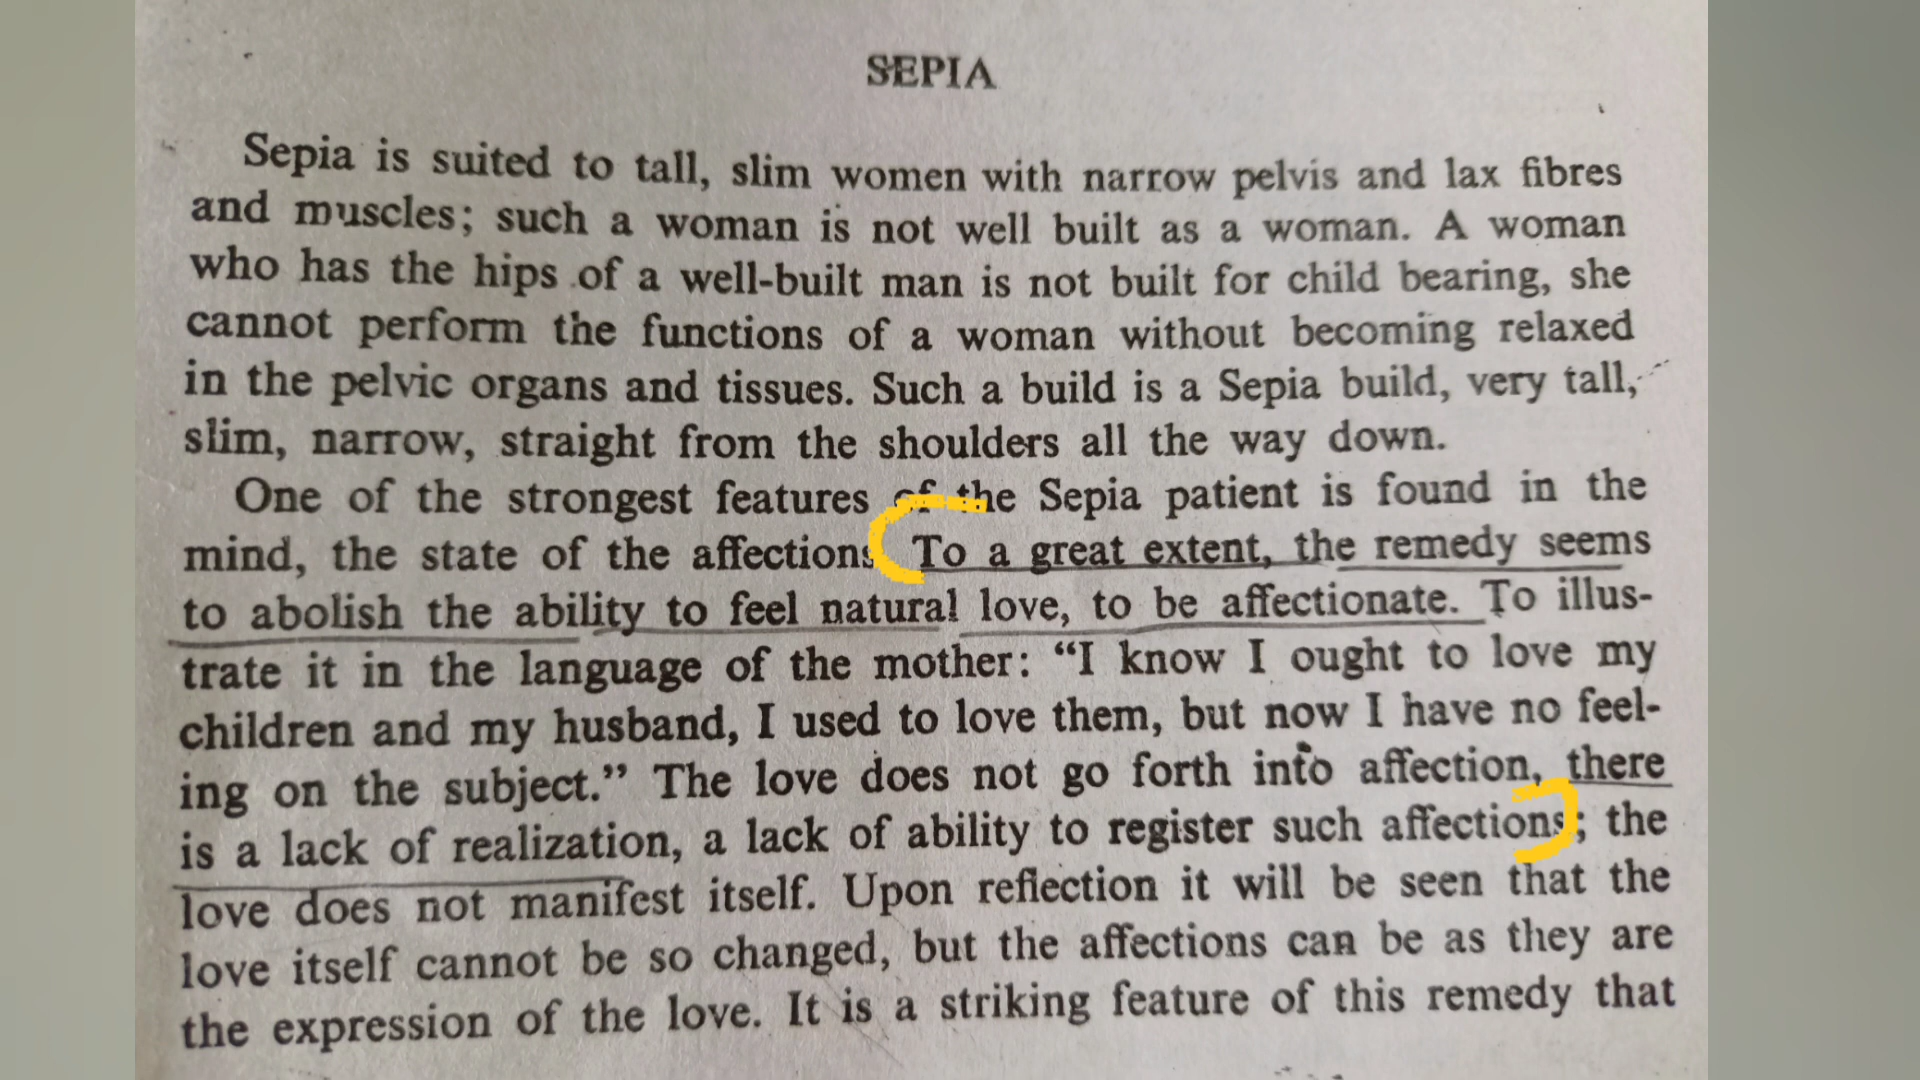 SEPIA
Sepia is suited to tall, slim women with narrow pelvis and lax fibres
and muscles; such a woman is not well built as a woman. A woman
who has the hips of a well-built man is not built for child bearing, she
cannot perform the functions of a woman without becoming relaxed
in the pelvic organs and tissues. Such a build is a Sepia build, very tall,
slim, narrow, straight from the shoulders all the way down.
One of the strongest features of the Sepia patient is found in the
mind, the state of the affections To a great extent, the remedy seems
to abolish the ability to feel natural love, to be affectionate. To illus-
trate it in the language of the mother: “I know I ought to love my
children and my husband, I used to love them, but now I have no feel-
ing on the subject.” The love does not go forth into affection, there
is a lack of realization, a lack of ability to register such affections; the
love does not manifest itself. Upon reflection it will be seen that the
love itself cannot be so changed, but the affections can be as they are
the expression of the love. It is a striking feature of this remedy that